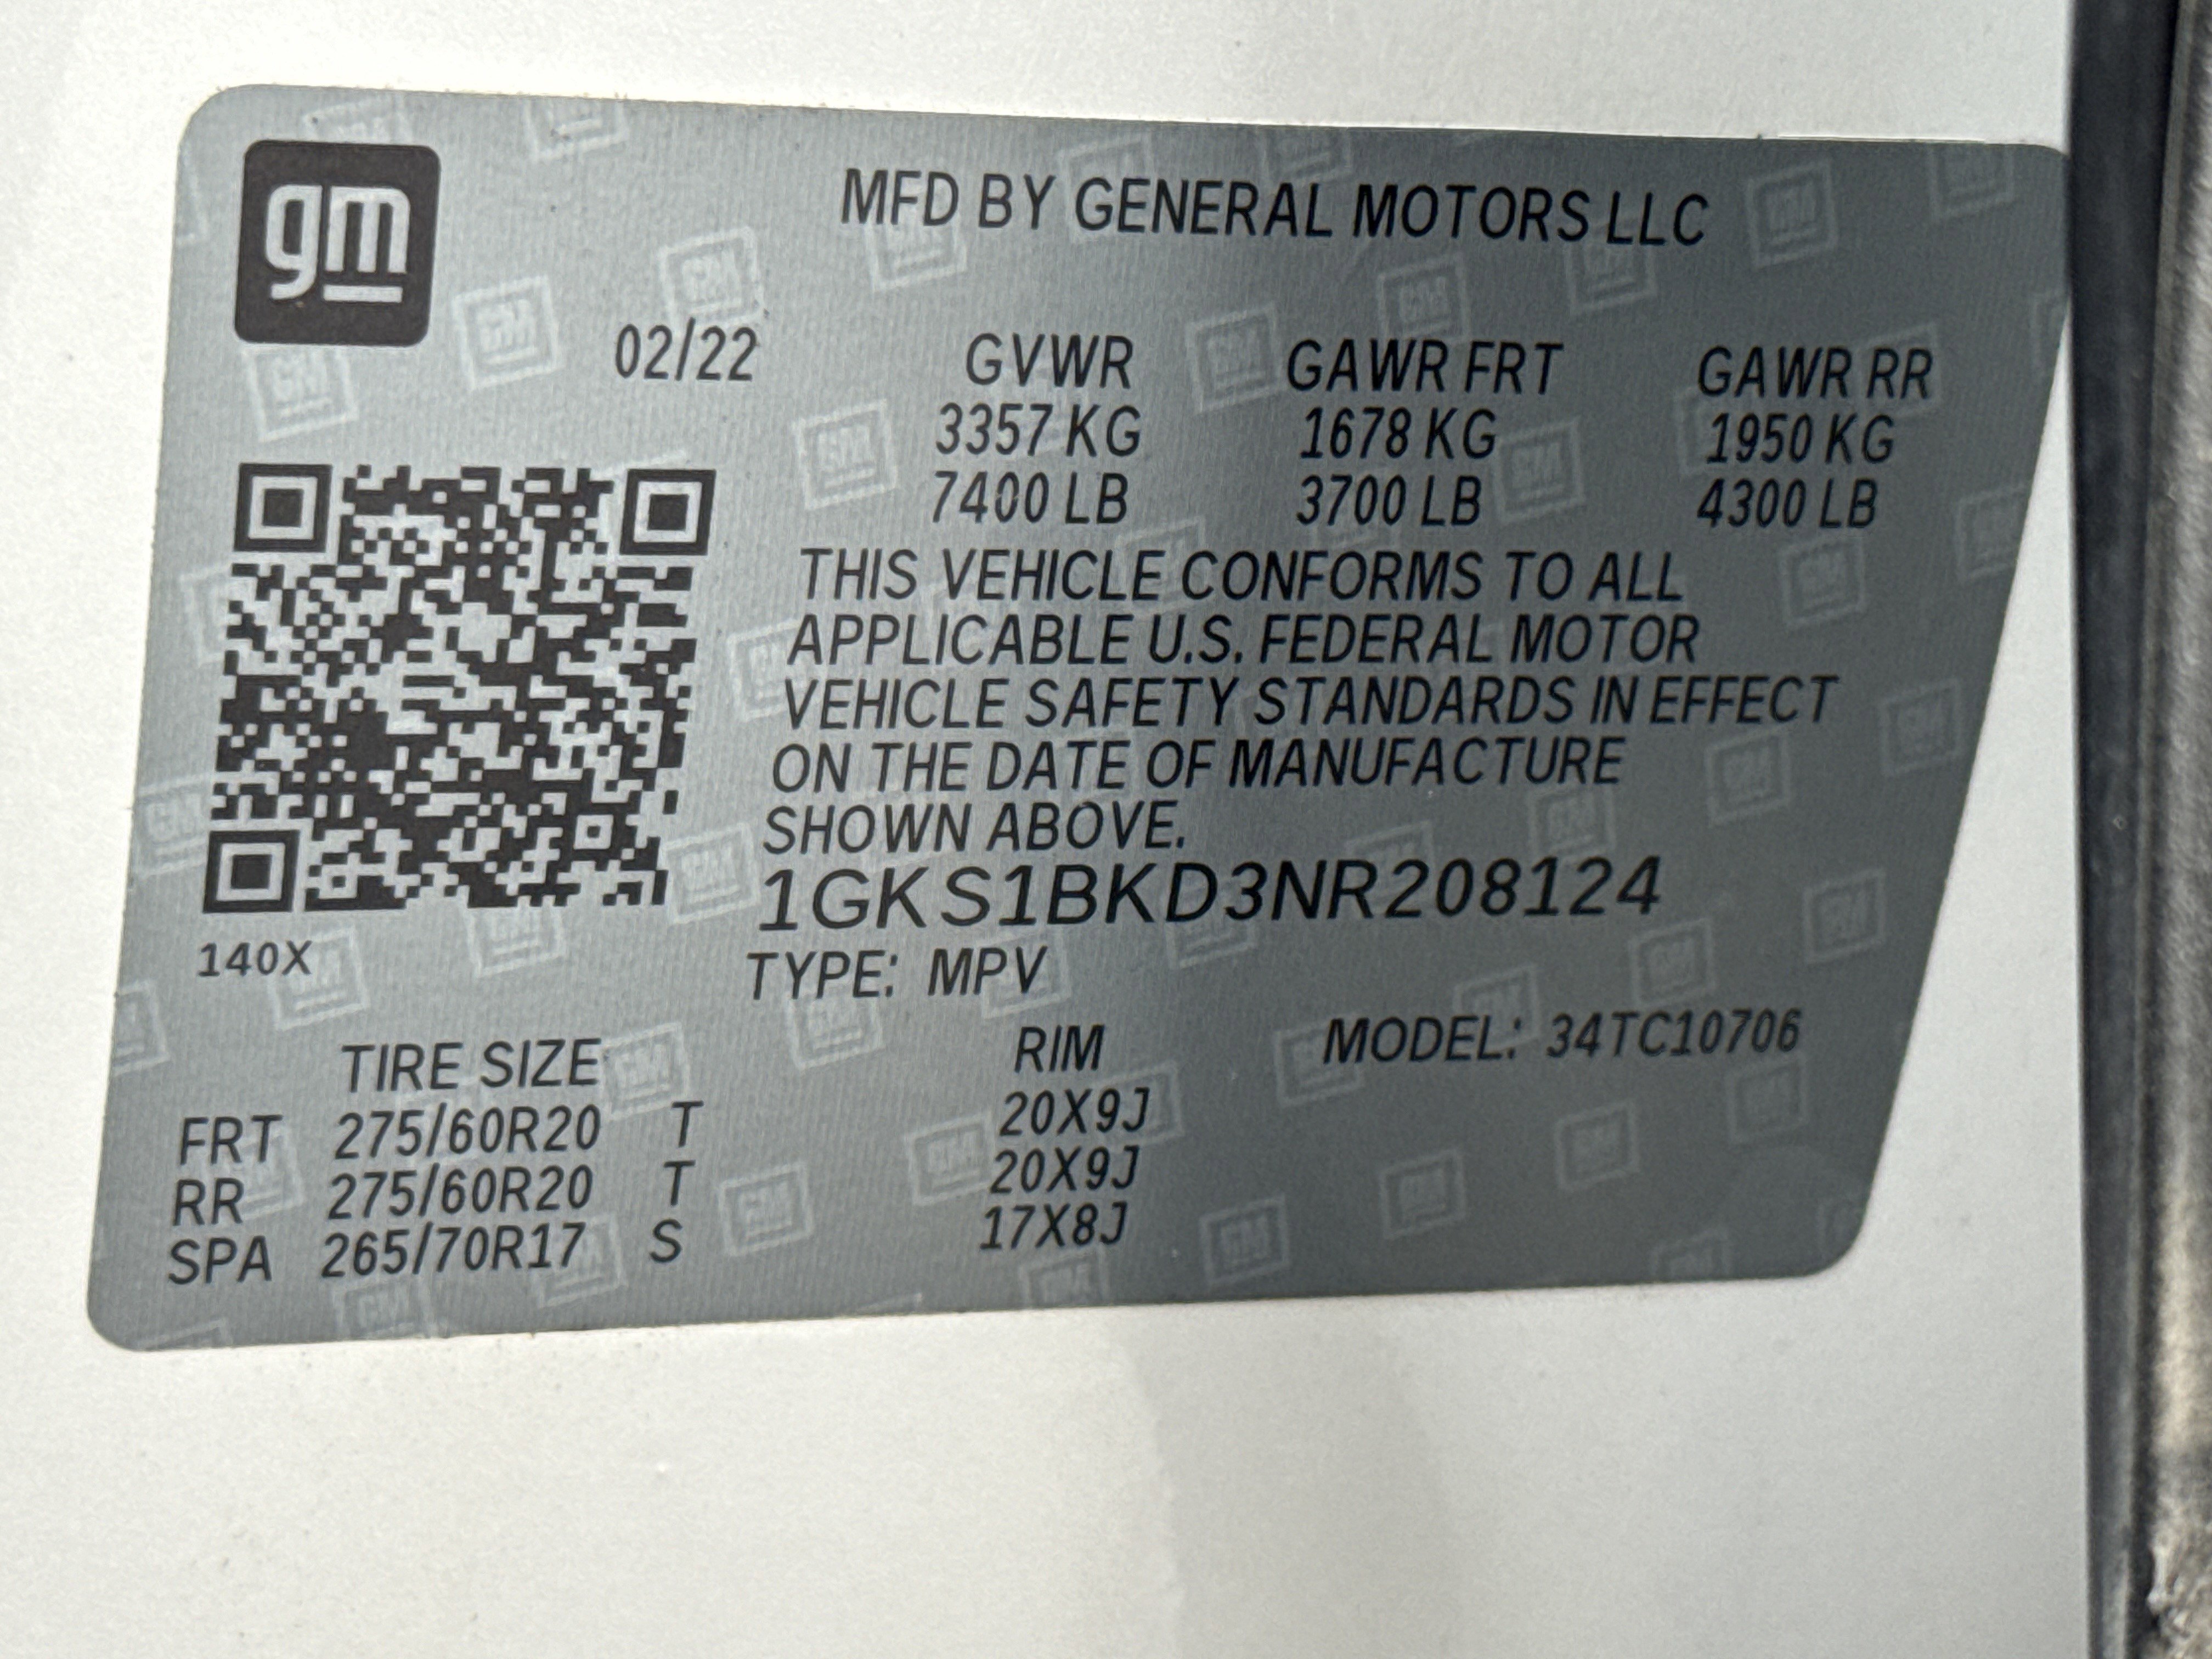 gm
MFD BY GENERAL MOTORS LLC
02/22 GVWR GAWR FRT GAWR RR
3357 KG 1678 KG 1950 KG
7400 LB 3700 LB 4300 LB
THIS VEHICLE CONFORMS TO ALL
APPLICABLE U.S. FEDERAL MOTOR
VEHICLE SAFETY STANDARDS IN EFFECT
ON THE DATE OF MANUFACTURE
SHOWN ABOVE.
1GKS1BKD3NR208124
140X
TYPE: MPV
TIRE SIZE RIM MODEL: 34TC10706
FRT 275/60R20 T 20X9J
RR 275/60R20 T 20X9J
SPA 265/70R17 S 17X8J